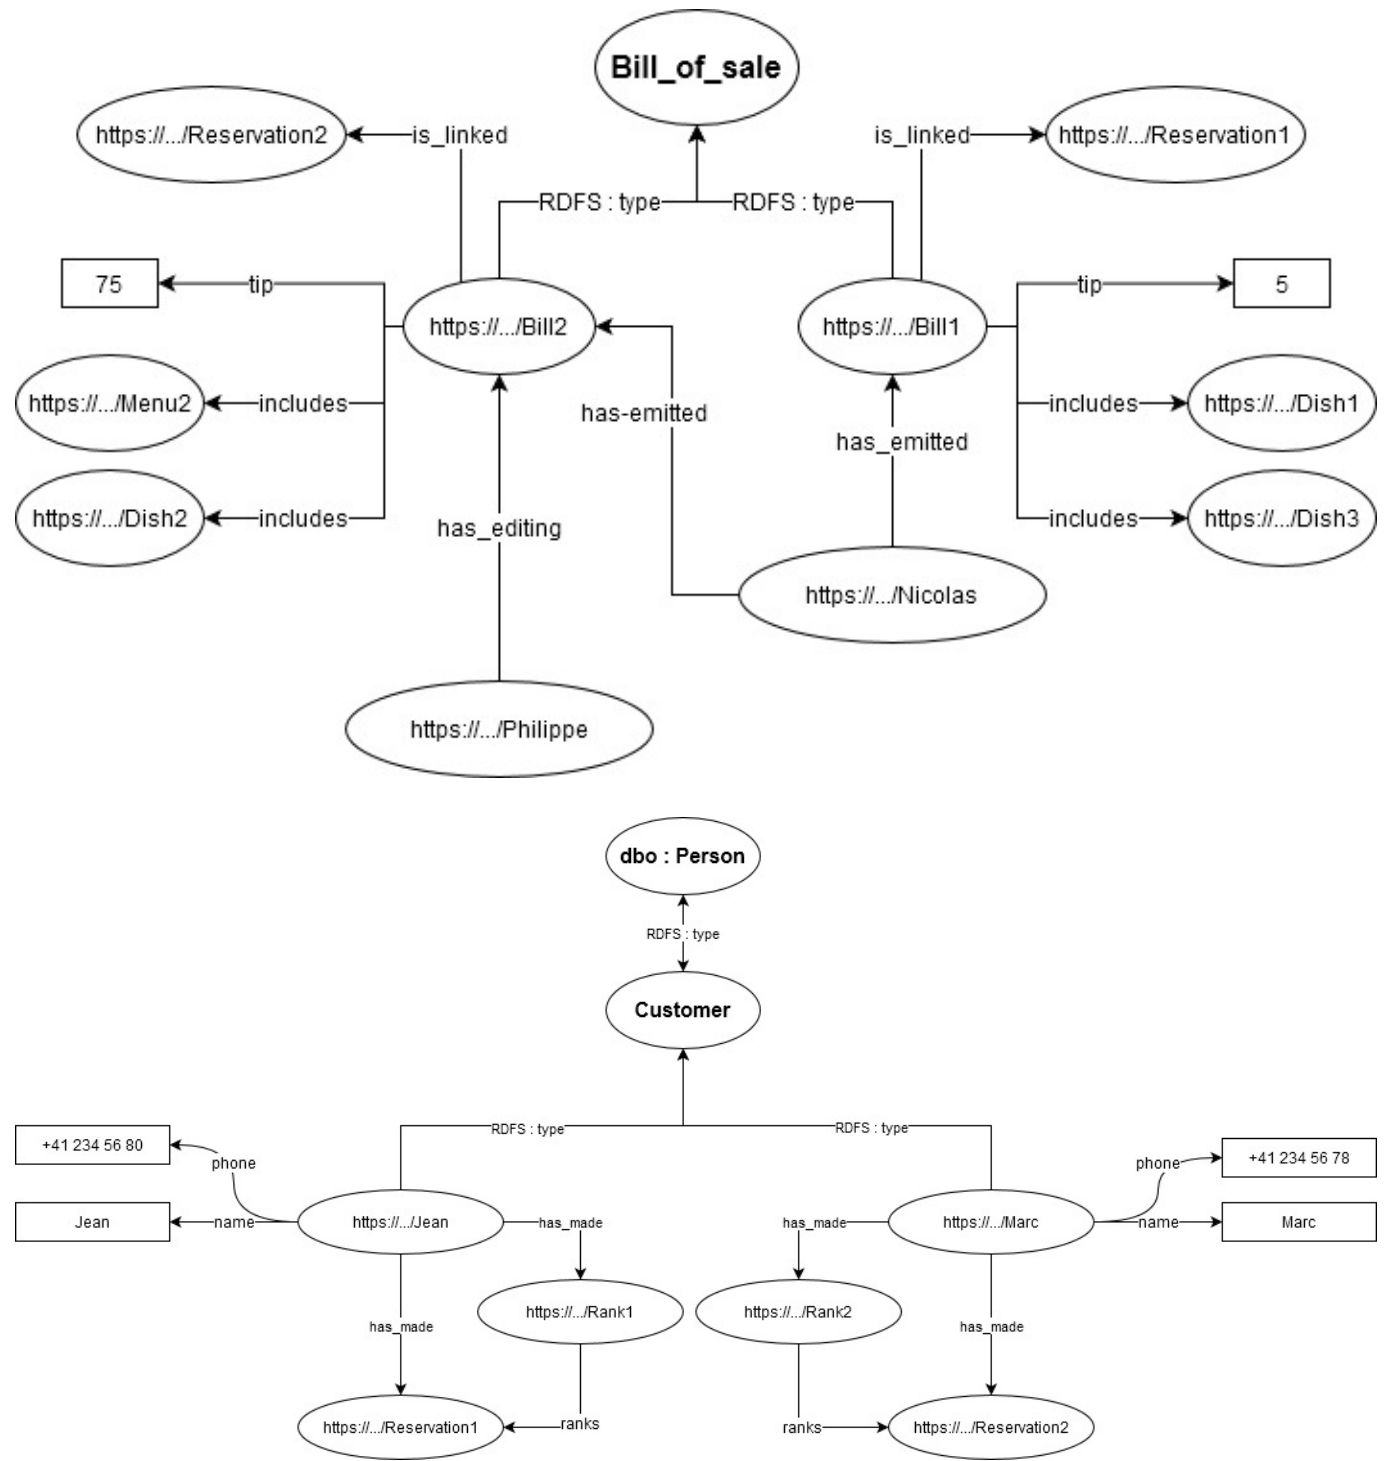 Bill_of_sale
https://.../Reservation2
is_linked
is_linked
https://.../Reservation1
RDFS : type
RDFS : type
75
tip
https://.../Bill2
https://.../Bill1
tip
5
https://.../Menu2
includes
has-emitted
has_emitted
includes
https://.../Dish1
https://.../Dish2
includes
has_editing
includes
https://.../Dish3
https://.../Nicolas
https://.../Philippe
dbo : Person
RDFS : type
Customer
RDFS : type
RDFS : type
+41 234 56 80
phone
phone
+41 234 56 78
Jean
name
https://.../Jean
has_made
has_made
https://.../Marc
name
Marc
https://.../Rank1
https://.../Rank2
has_made
has_made
https://.../Reservation1
ranks
ranks
https://.../Reservation2